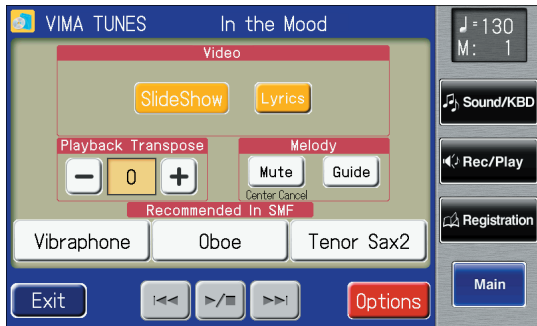 VIMA TUNES In the Mood
♩=130
M: 1
Video
SlideShow Lyrics
Sound/KBD
Playback Transpose Melody
− 0 + Mute Guide
Center Cancel
Rec/Play
Recommended In SMF
Vibraphone Oboe Tenor Sax2
Registration
Exit Options
Main